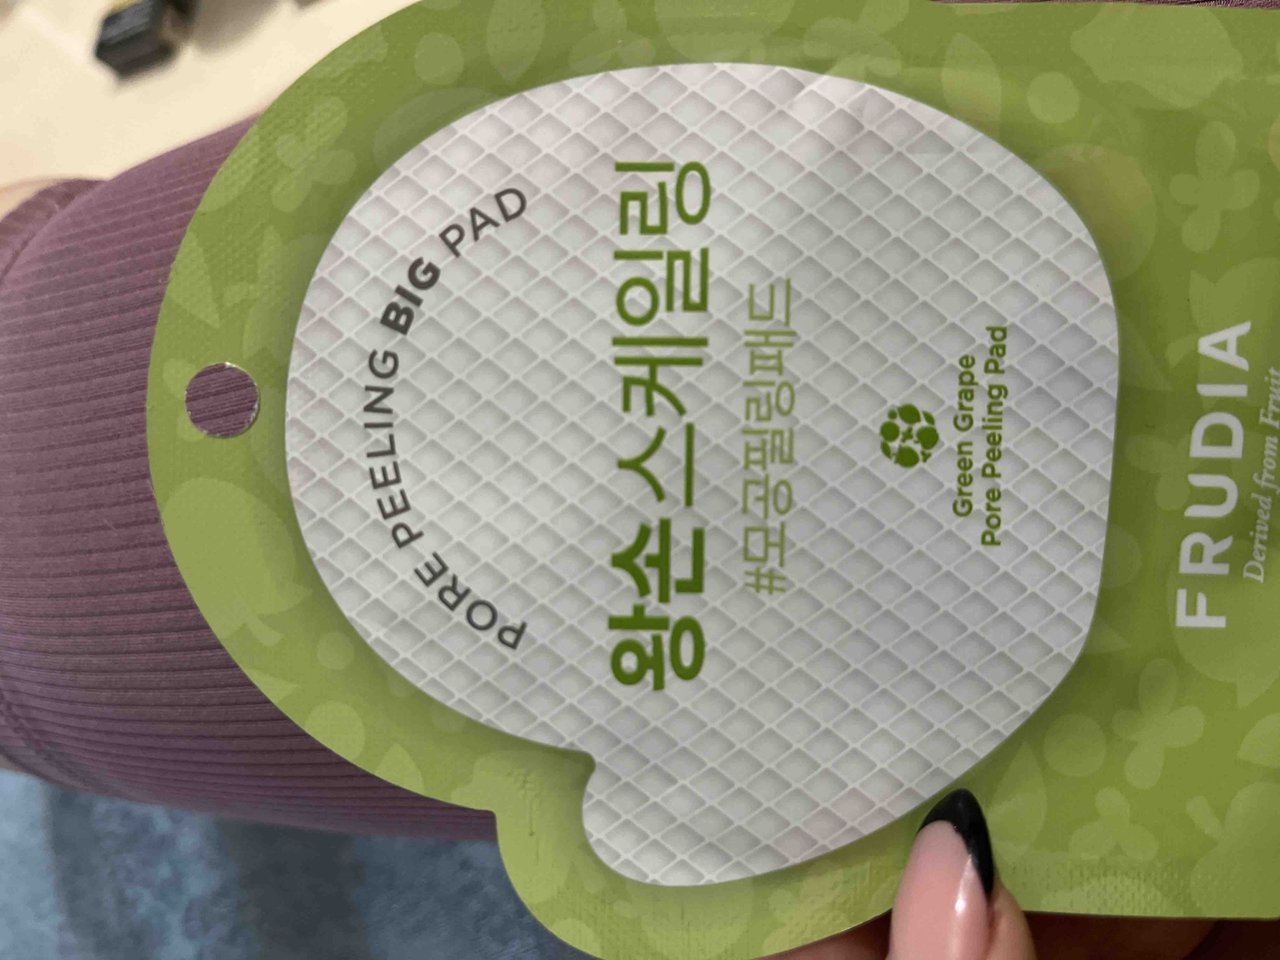 PORE PEELING BIG PAD
왕손스케일링
#모공필링패드
Green Grape
Pore Peeling Pad
FRUDIA
Derived from Fruit